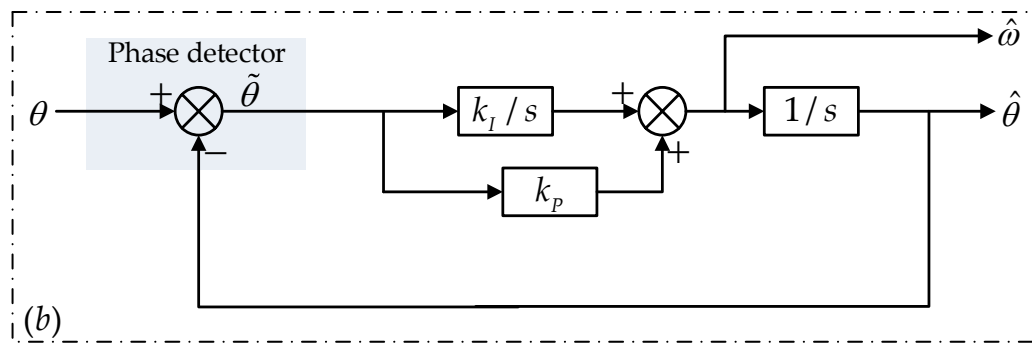 Phase detector
θ
+
−
θ̃
k_I / s
+
+
k_P
1 / s
ω̂
θ̂
(b)